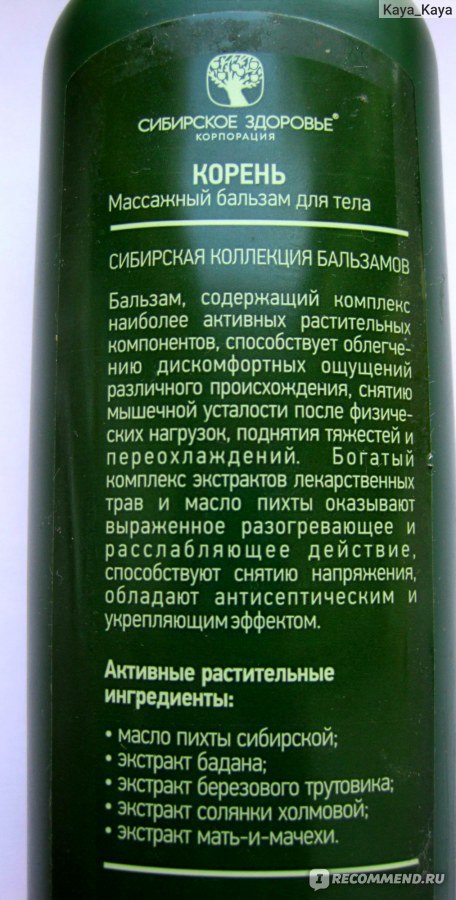 Kaya_Kaya
СИБИРСКОЕ ЗДОРОВЬЕ®
КОРПОРАЦИЯ
КОРЕНЬ
Массажный бальзам для тела
СИБИРСКАЯ КОЛЛЕКЦИЯ БАЛЬЗАМОВ
Бальзам, содержащий комплекс
наиболее активных растительных
компонентов, способствует облегче-
нию дискомфортных ощущений
различного происхождения, снятию
мышечной усталости после физиче-
ских нагрузок, поднятия тяжестей и
переохлаждений. Богатый
комплекс экстрактов лекарственных
трав и масло пихты оказывают
выраженное разогревающее и
расслабляющее действие,
способствуют снятию напряжения,
обладают антисептическим и
укрепляющим эффектом.
Активные растительные
ингредиенты:
• масло пихты сибирской;
• экстракт бадана;
• экстракт березового трутовика;
• экстракт солянки холмовой;
• экстракт мать-и-мачехи.
IRECOMMEND.RU